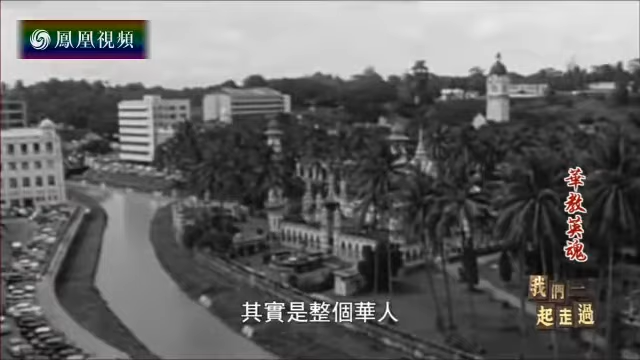 鳳凰視頻
華教英魂
我們一
起走過
其實是整個華人